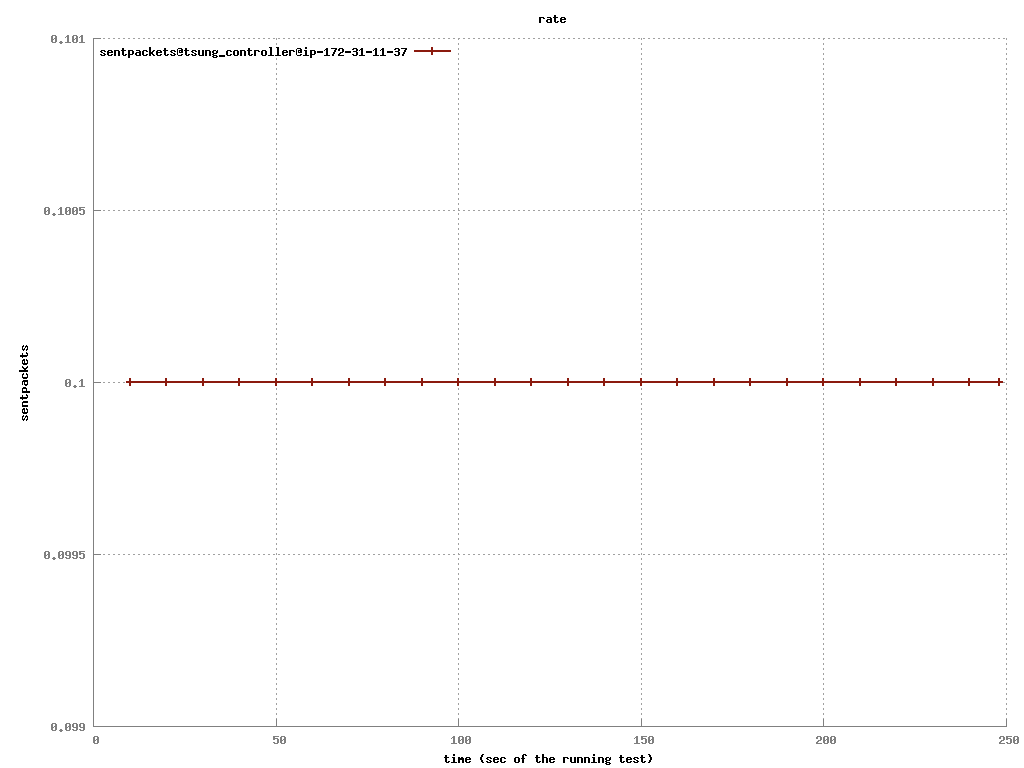 rate
0.101
sentpackets@tsung_controller@ip-172-31-11-37
0.1005
0.1
sentpackets
0.0995
0.099
0 50 100 150 200 250
time (sec of the running test)